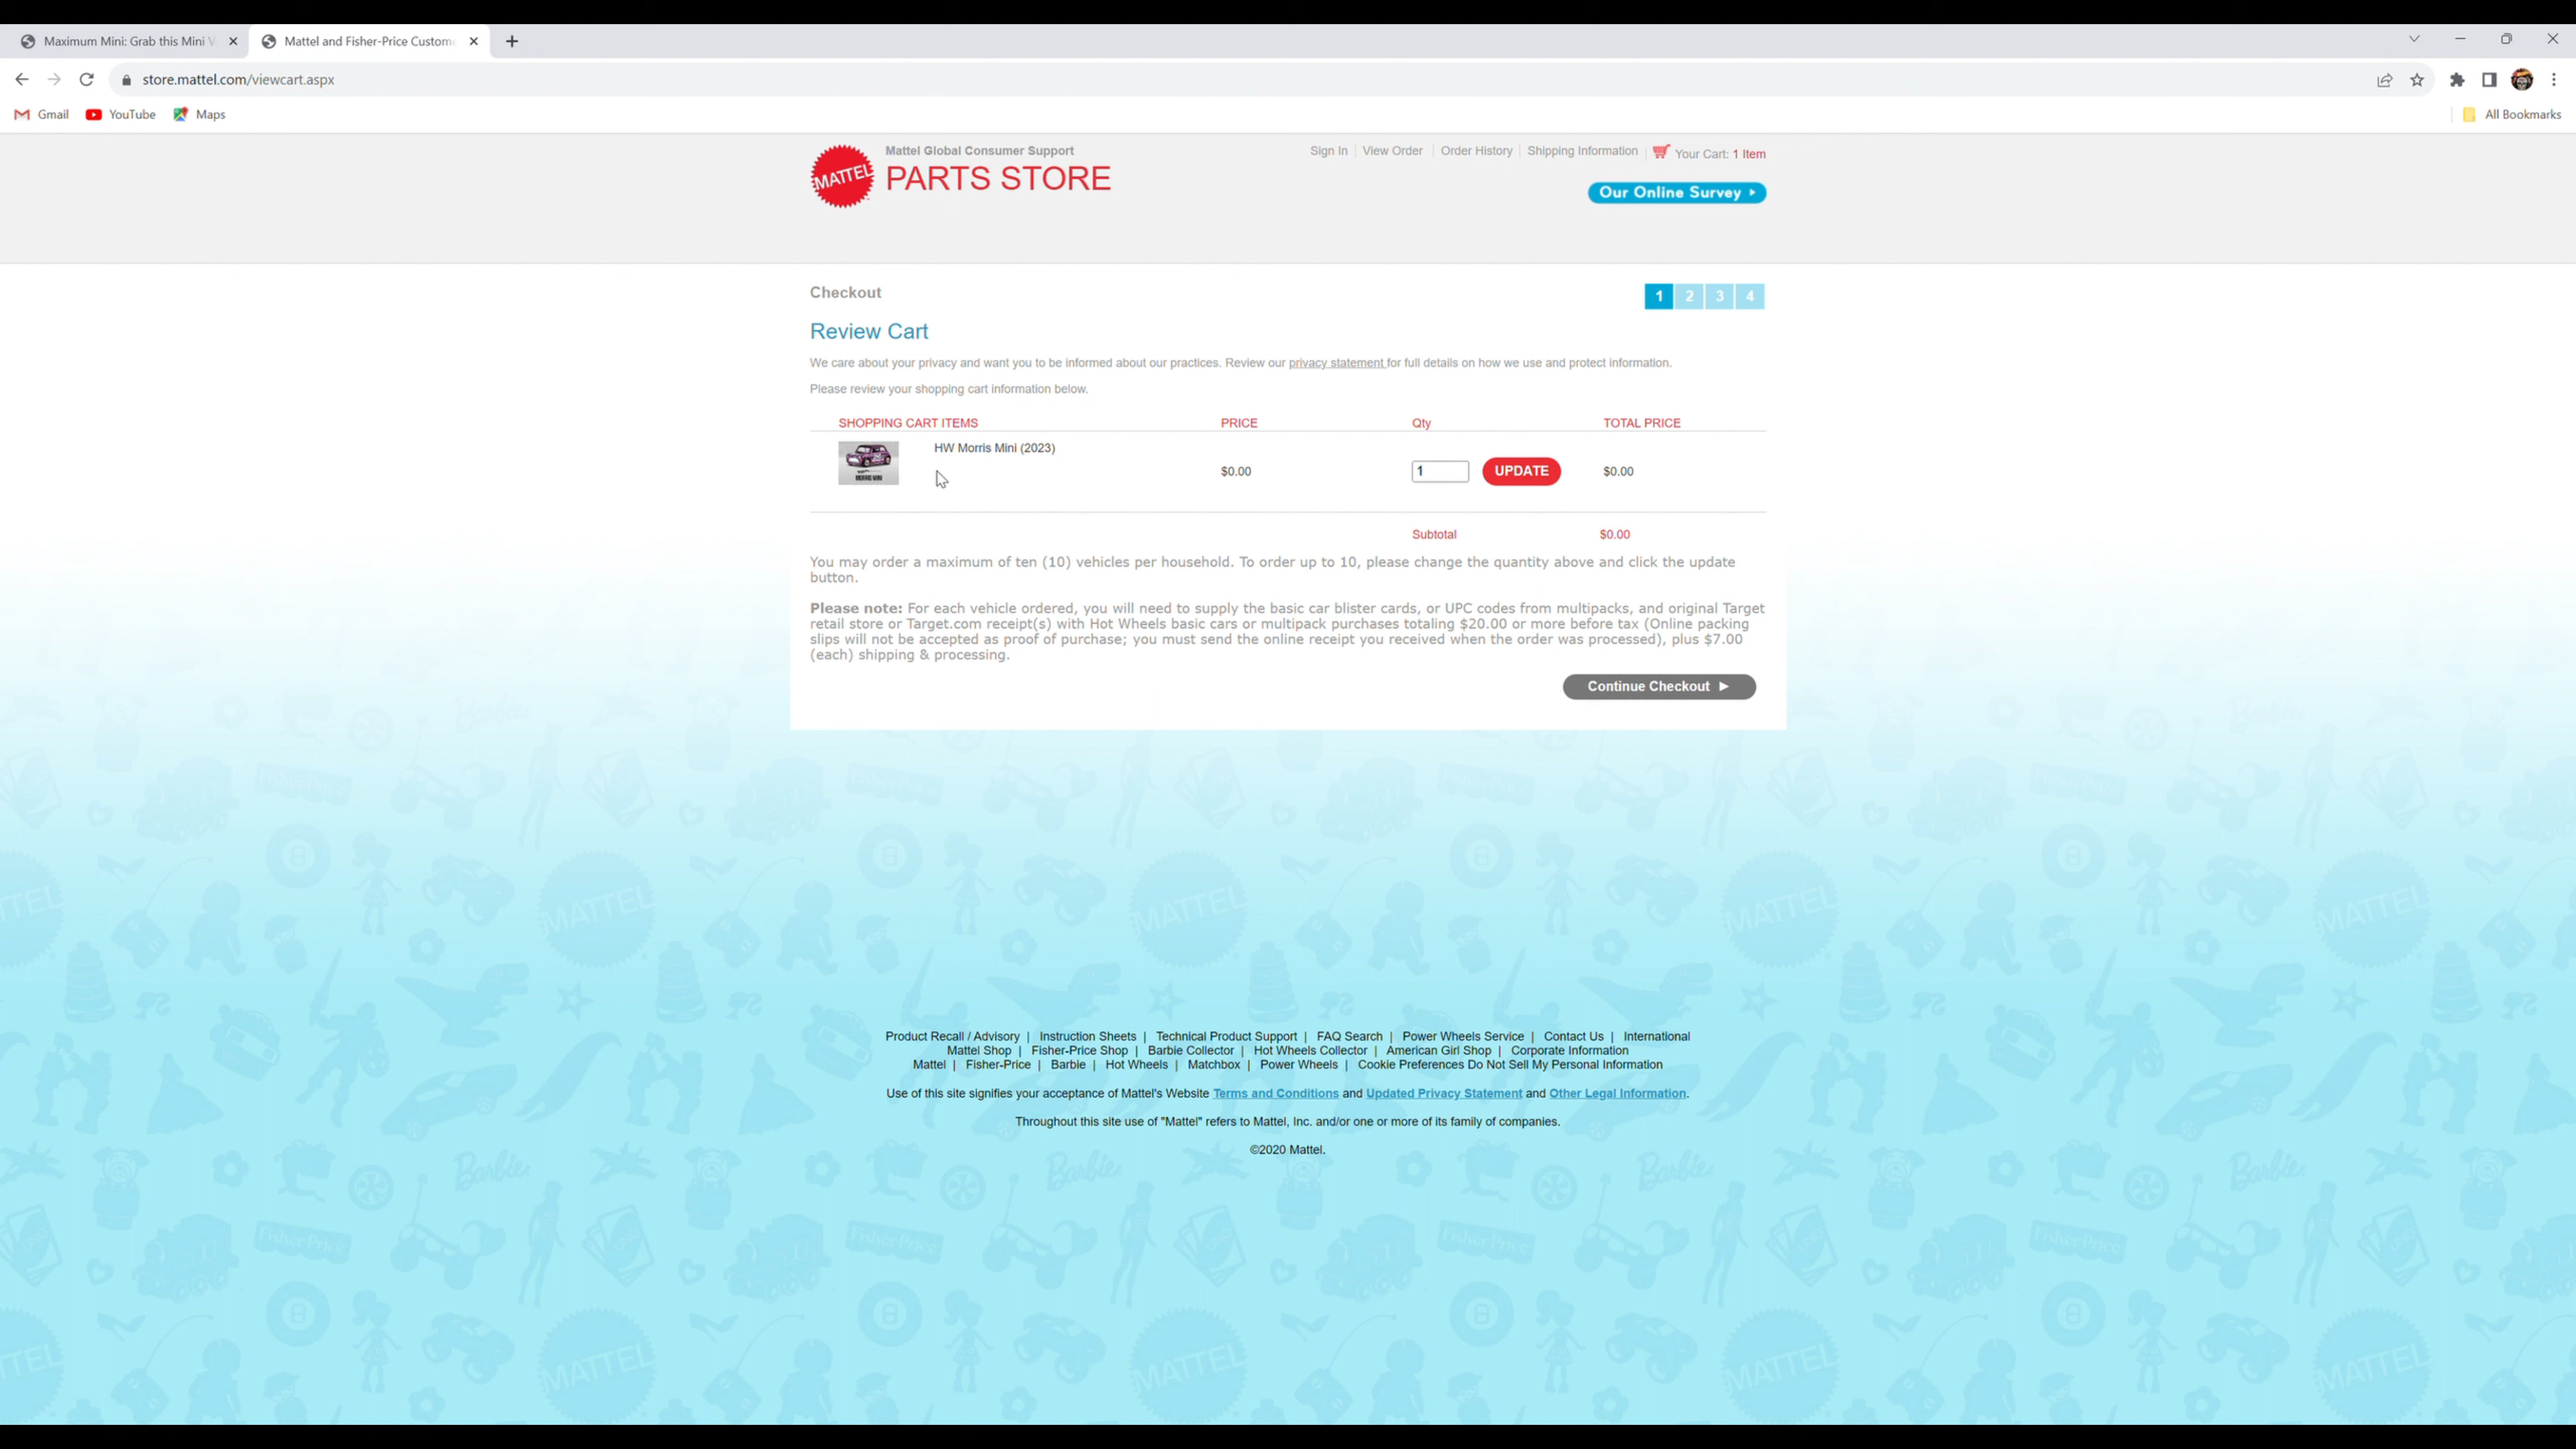 Maximum Mini: Grab this Mini V
Mattel and Fisher-Price Custome
store.mattel.com/viewcart.aspx
Gmail
YouTube
Maps
All Bookmarks
MATTEL
Mattel Global Consumer Support
PARTS STORE
Sign In | View Order | Order History | Shipping Information | Your Cart: 1 Item
Our Online Survey
Checkout
1 2 3 4
Review Cart
We care about your privacy and want you to be informed about our practices. Review our privacy statement for full details on how we use and protect information.
Please review your shopping cart information below.
SHOPPING CART ITEMS PRICE Qty TOTAL PRICE
HW Morris Mini (2023)
MORRIS MINI
$0.00 1 UPDATE $0.00
Subtotal $0.00
You may order a maximum of ten (10) vehicles per household. To order up to 10, please change the quantity above and click the update
button.
Please note: For each vehicle ordered, you will need to supply the basic car blister cards, or UPC codes from multipacks, and original Target
retail store or Target.com receipt(s) with Hot Wheels basic cars or multipack purchases totaling $20.00 or more before tax (Online packing
slips will not be accepted as proof of purchase; you must send the online receipt you received when the order was processed), plus $7.00
(each) shipping & processing.
Continue Checkout
Product Recall / Advisory | Instruction Sheets | Technical Product Support | FAQ Search | Power Wheels Service | Contact Us | International
Mattel Shop | Fisher-Price Shop | Barbie Collector | Hot Wheels Collector | American Girl Shop | Corporate Information
Mattel | Fisher-Price | Barbie | Hot Wheels | Matchbox | Power Wheels | Cookie Preferences Do Not Sell My Personal Information
Use of this site signifies your acceptance of Mattel's Website Terms and Conditions and Updated Privacy Statement and Other Legal Information.
Throughout this site use of "Mattel" refers to Mattel, Inc. and/or one or more of its family of companies.
©2020 Mattel.